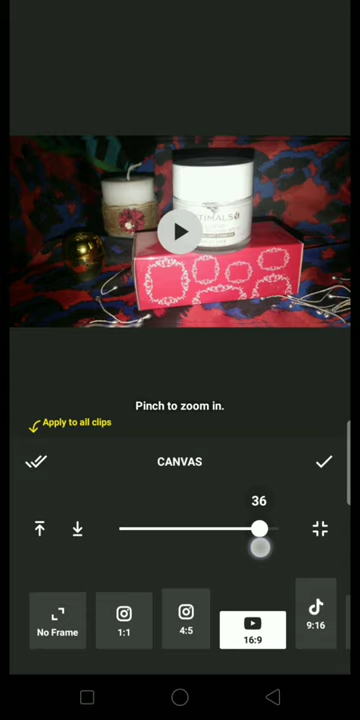 TIMALS
Pinch to zoom in.
Apply to all clips
CANVAS
36
No Frame
1:1
4:5
16:9
9:16